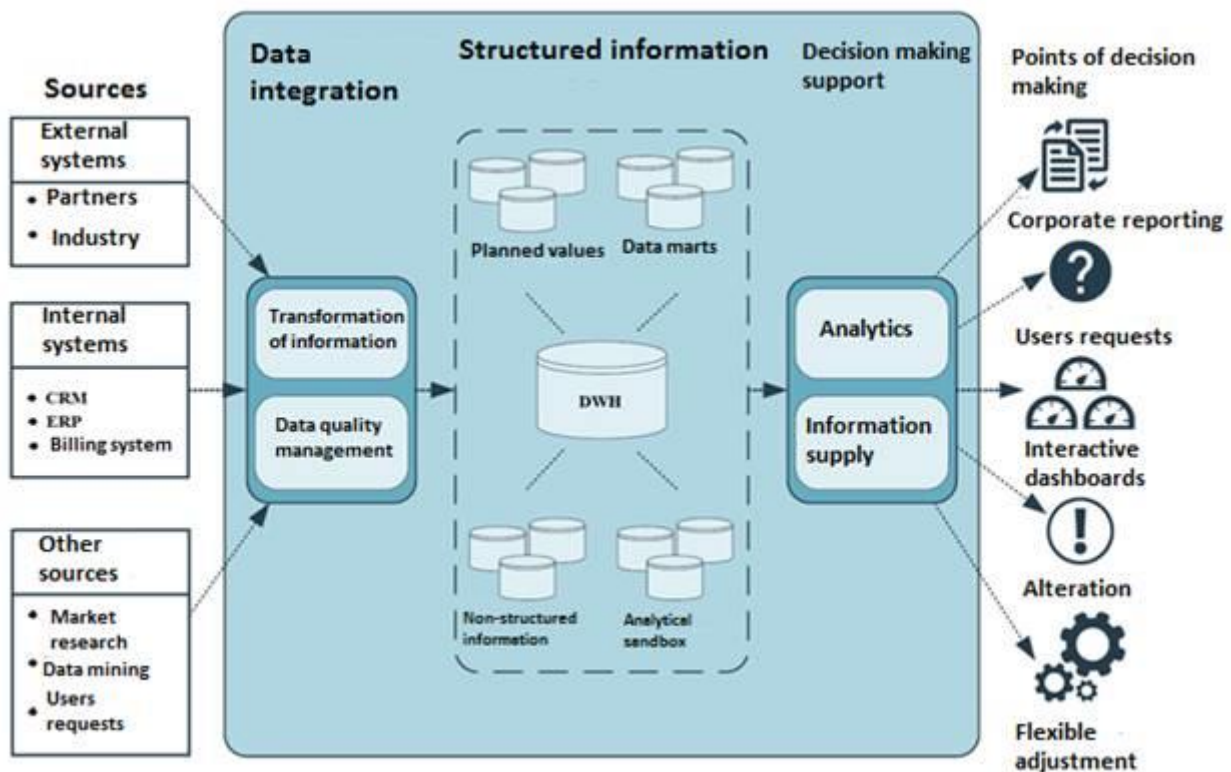 Sources
External
systems
• Partners
• Industry
Internal
systems
• CRM
• ERP
• Billing system
Other
sources
• Market
research
• Data mining
• Users
requests
Data
integration
Transformation
of information
Data quality
management
Structured information
Planned values
Data marts
DWH
Non-structured
information
Analytical
sandbox
Decision making
support
Analytics
Information
supply
Points of decision
making
Corporate reporting
?
Users requests
Interactive
dashboards
!
Alteration
Flexible
adjustment